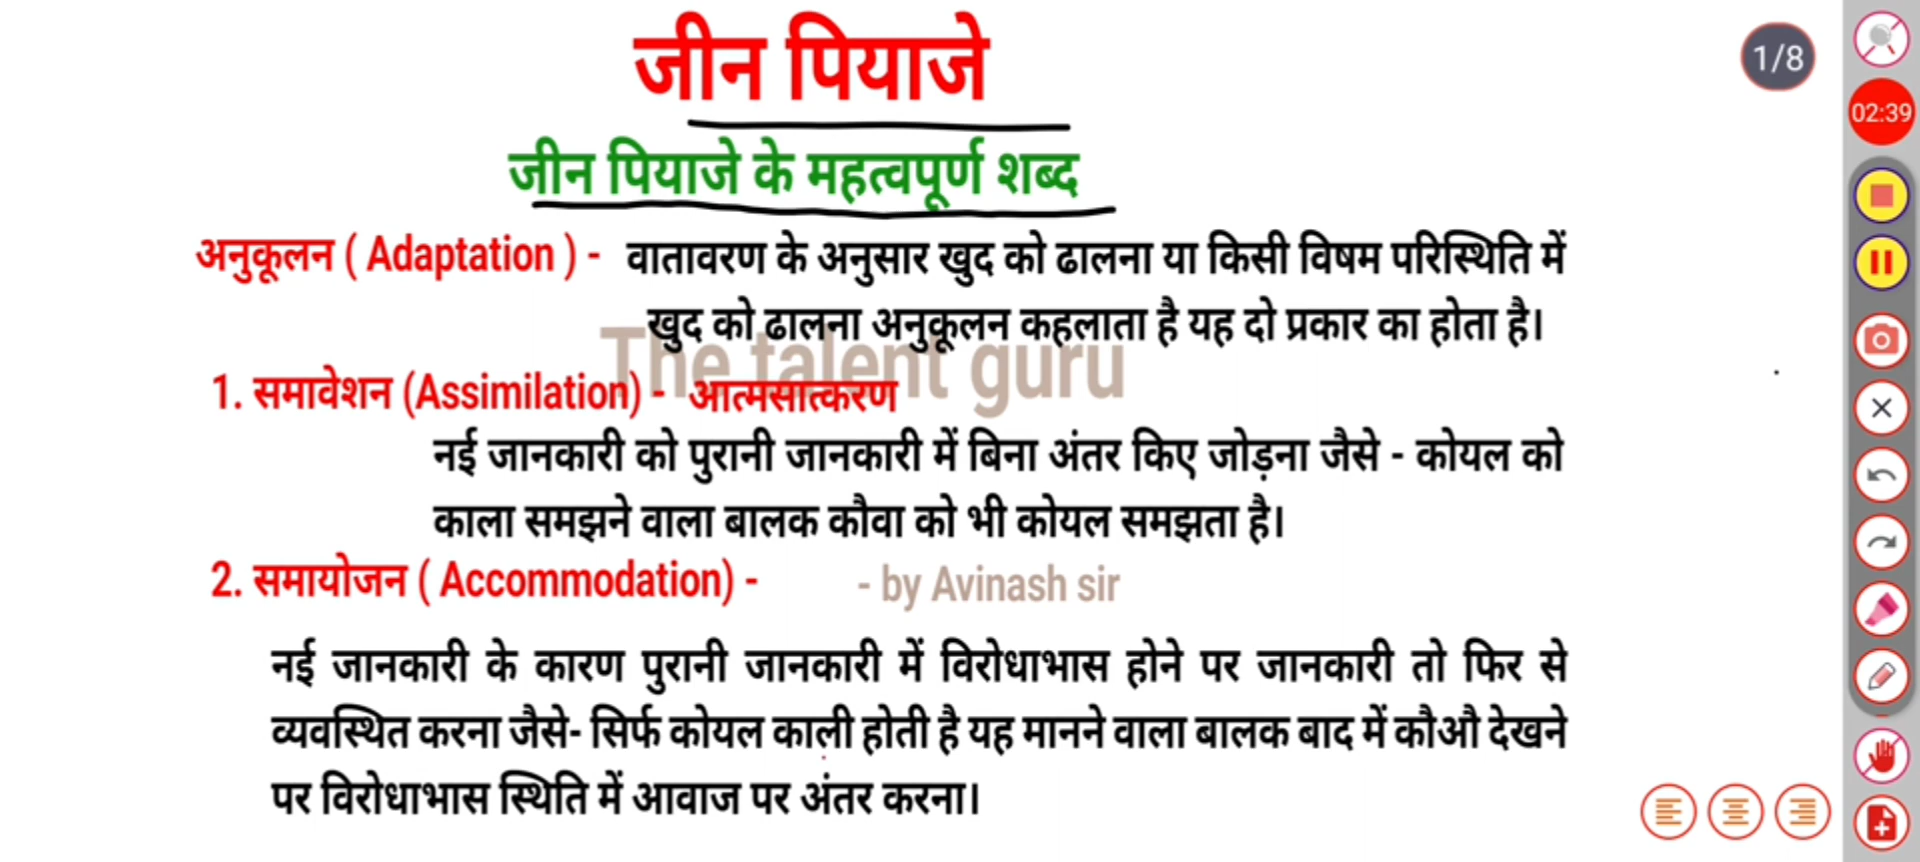 जीन पियाजे
1/8
02:39
जीन पियाजे के महत्वपूर्ण शब्द
अनुकूलन ( Adaptation ) - वातावरण के अनुसार खुद को ढालना या किसी विषम परिस्थिति में
खुद को ढालना अनुकूलन कहलाता है यह दो प्रकार का होता है।
The talent guru
1. समावेशन (Assimilation) - आत्मसात्करण
नई जानकारी को पुरानी जानकारी में बिना अंतर किए जोड़ना जैसे - कोयल को
काला समझने वाला बालक कौवा को भी कोयल समझता है।
2. समायोजन ( Accommodation) -
- by Avinash sir
नई जानकारी के कारण पुरानी जानकारी में विरोधाभास होने पर जानकारी तो फिर से
व्यवस्थित करना जैसे- सिर्फ कोयल काली होती है यह मानने वाला बालक बाद में कौऔ देखने
पर विरोधाभास स्थिति में आवाज पर अंतर करना।